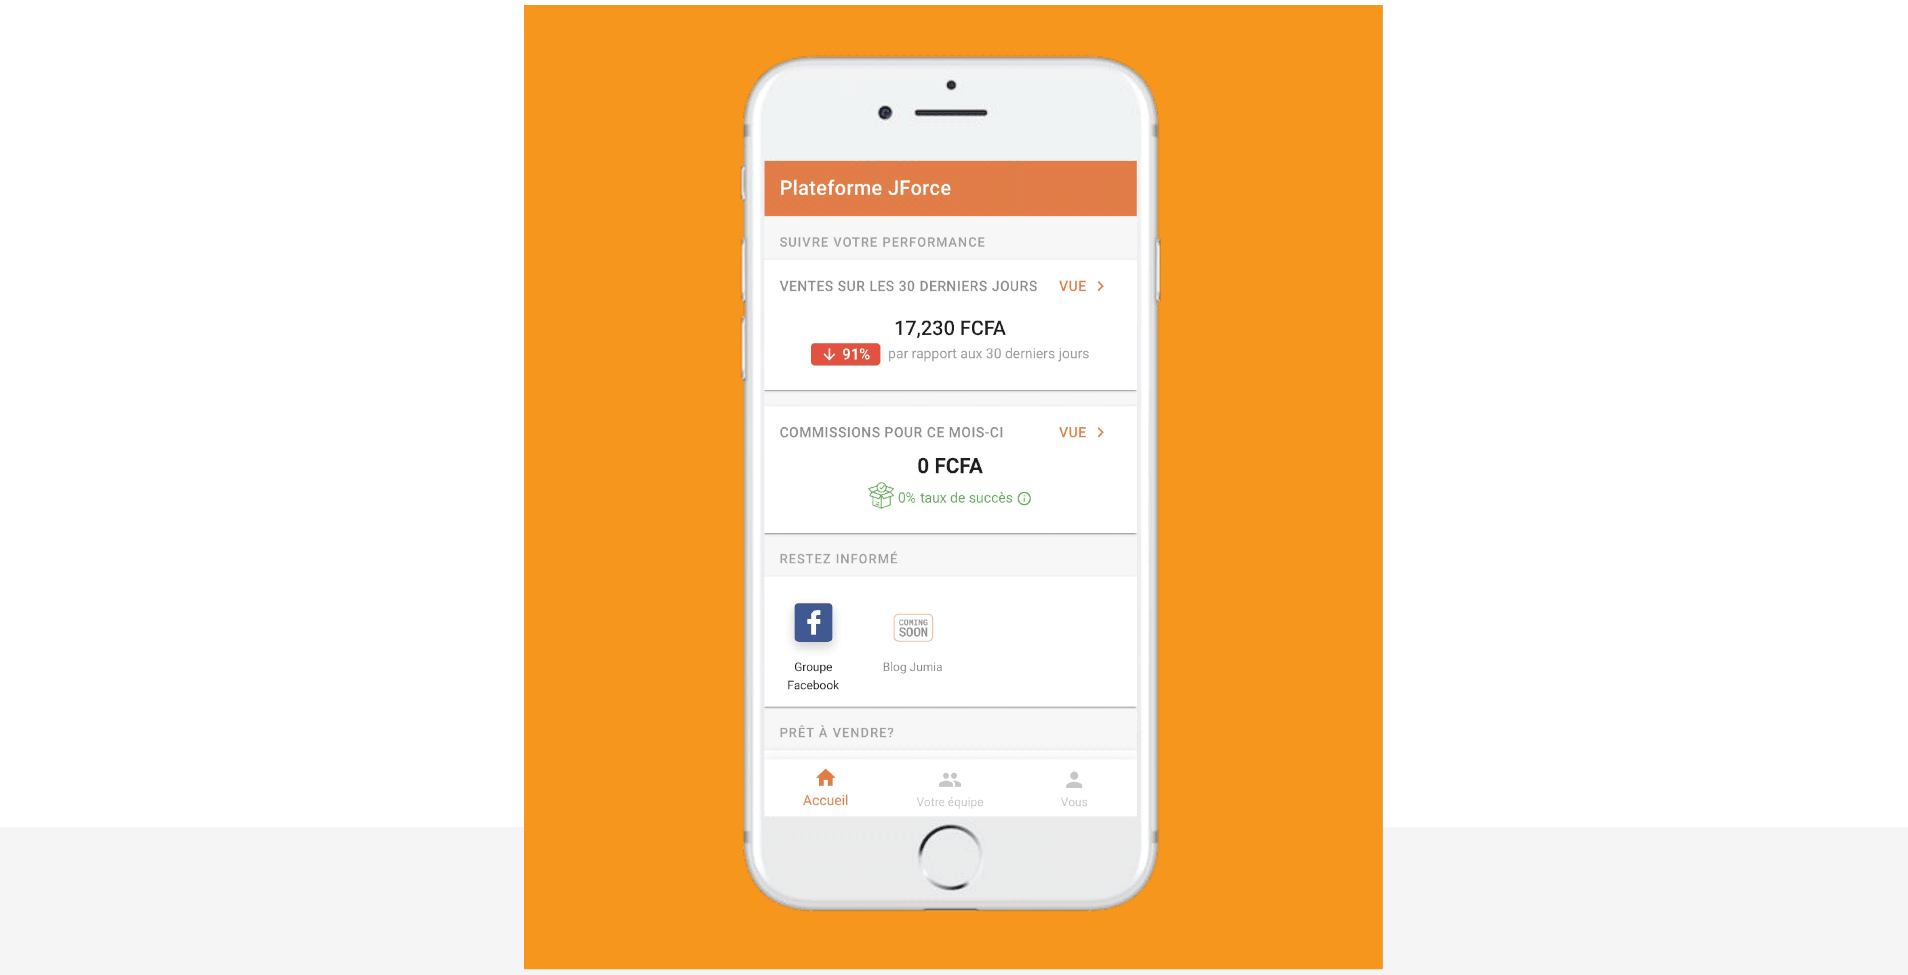 Plateforme JForce
SUIVRE VOTRE PERFORMANCE
VENTES SUR LES 30 DERNIERS JOURS VUE
17,230 FCFA
91% par rapport aux 30 derniers jours
COMMISSIONS POUR CE MOIS-CI VUE
0 FCFA
0% taux de succès
RESTEZ INFORMÉ
COMING
SOON
Groupe
Facebook
Blog Jumia
PRÊT À VENDRE?
Accueil Votre équipe Vous